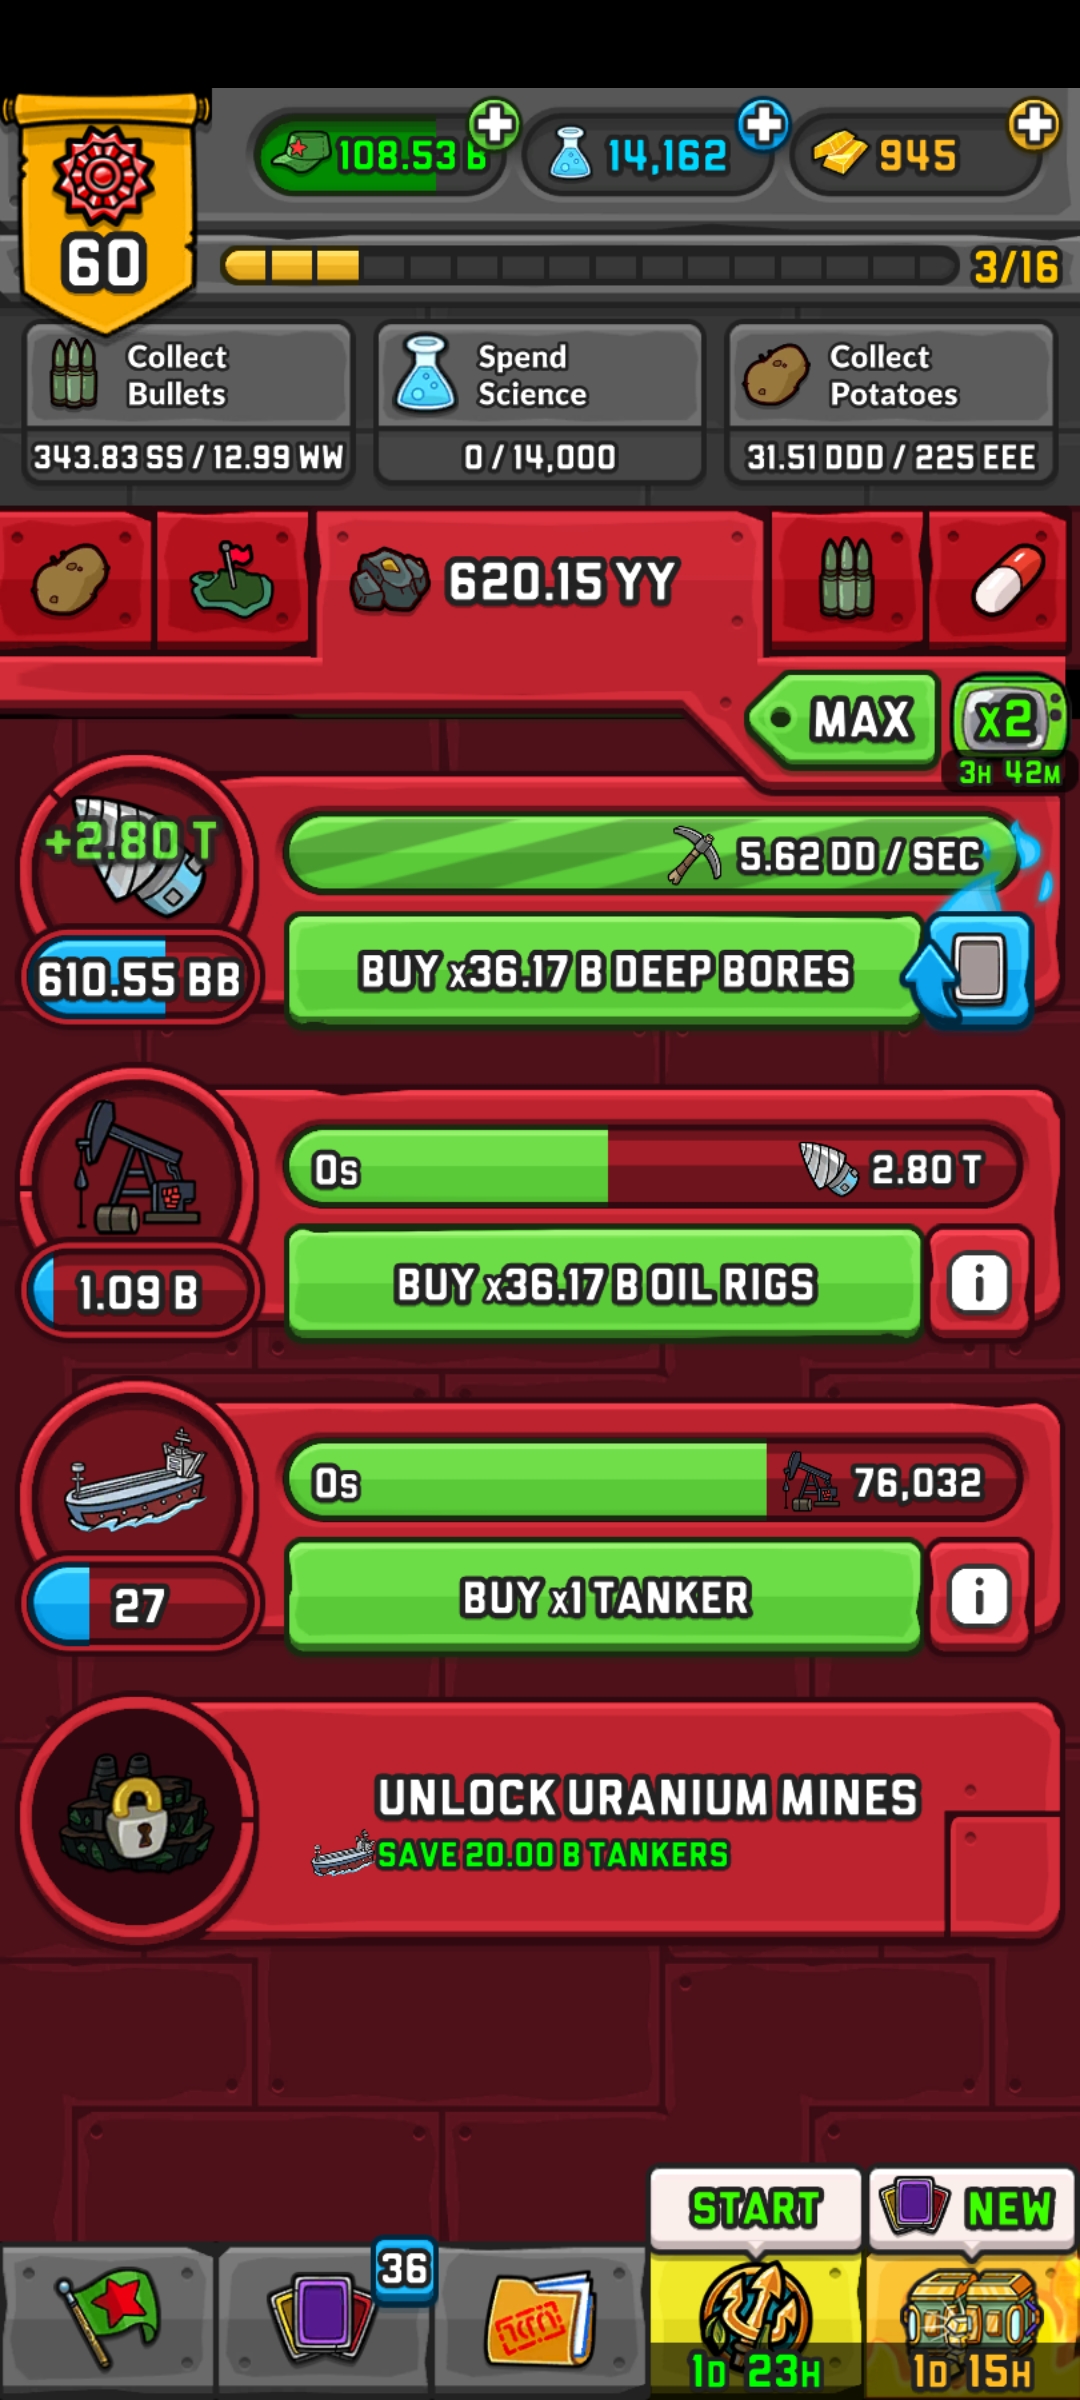 60
108.53 B
14,162
945
3/16
Collect
Bullets
343.83 SS / 12.99 WW
Spend
Science
0 / 14,000
Collect
Potatoes
31.51 DDD / 225 EEE
620.15 YY
MAX
x2
3H 42M
+2.80 T
5.62 DD / SEC
610.55 BB
BUY x36.17 B DEEP BORES
0s
2.80 T
1.09 B
BUY x36.17 B OIL RIGS
i
0s
76,032
27
BUY x1 TANKER
i
UNLOCK URANIUM MINES
SAVE 20.00 B TANKERS
START
NEW
36
1D 23H
1D 15H